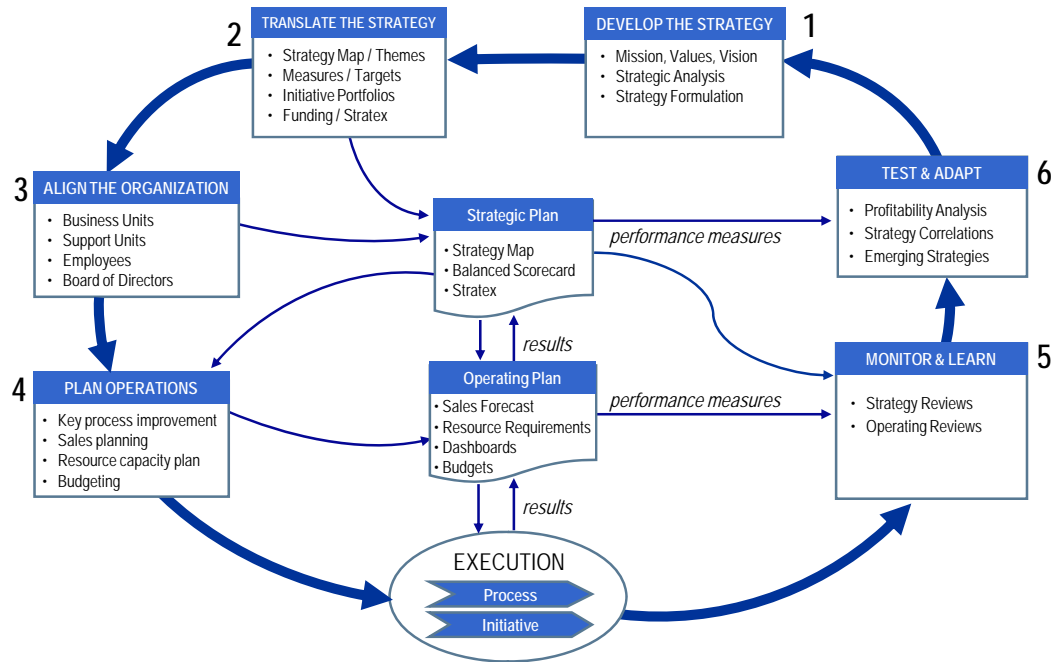 1
DEVELOP THE STRATEGY
• Mission, Values, Vision
• Strategic Analysis
• Strategy Formulation
2
TRANSLATE THE STRATEGY
• Strategy Map / Themes
• Measures / Targets
• Initiative Portfolios
• Funding / Stratex
3
ALIGN THE ORGANIZATION
• Business Units
• Support Units
• Employees
• Board of Directors
Strategic Plan
• Strategy Map
• Balanced Scorecard
• Stratex
performance measures
results
4
PLAN OPERATIONS
• Key process improvement
• Sales planning
• Resource capacity plan
• Budgeting
Operating Plan
• Sales Forecast
• Resource Requirements
• Dashboards
• Budgets
performance measures
results
EXECUTION
Process
Initiative
5
MONITOR & LEARN
• Strategy Reviews
• Operating Reviews
6
TEST & ADAPT
• Profitability Analysis
• Strategy Correlations
• Emerging Strategies